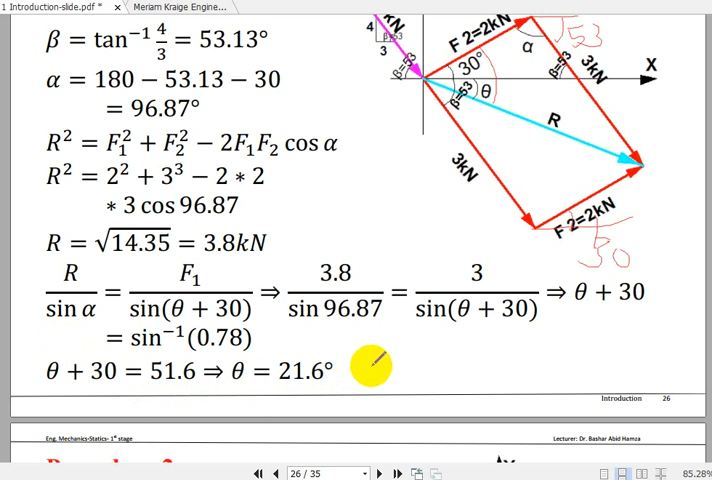 1 Introduction-slide.pdf *
Meriam Kraige Engine...
β = tan⁻¹ 4/3 = 53.13°
α = 180 − 53.13 − 30
= 96.87°
R² = F₁² + F₂² − 2F₁F₂ cos α
R² = 2² + 3³ − 2 ∗ 2
∗ 3 cos 96.87
R = √14.35 = 3.8kN
R/sin α = F₁/sin(θ + 30) ⇒ 3.8/sin 96.87 = 3/sin(θ + 30) ⇒ θ + 30
= sin⁻¹(0.78)
θ + 30 = 51.6 ⇒ θ = 21.6°
kN
4
3
β=53
β=53
F 2=2kN
30°
α
53
β=53
3kN
X
β=53
θ
R
3kN
F 2=2kN
30
Introduction 26
Eng. Mechanics-Statics- 1st stage
Lecturer: Dr. Bashar Abid Hamza
26 / 35
85.28%